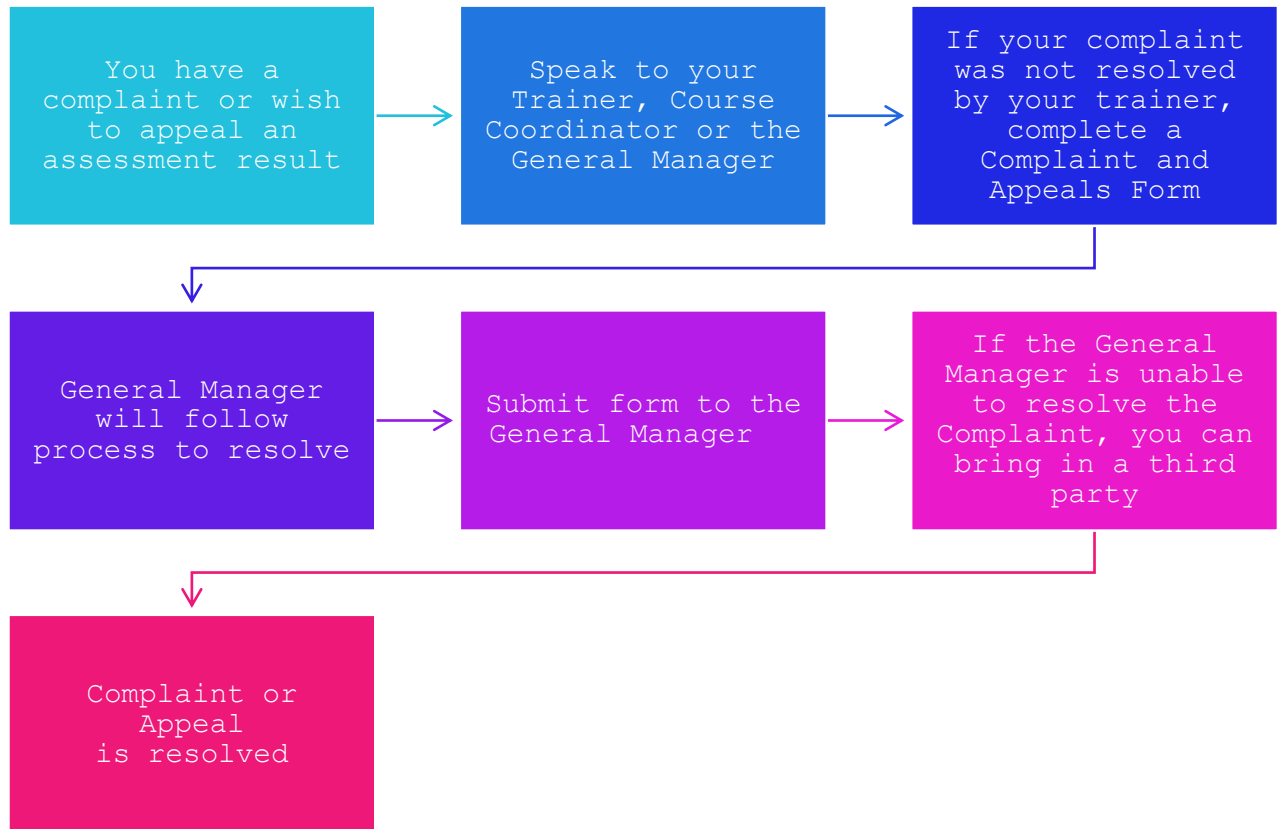 You have a
complaint or wish
to appeal an
assessment result
Speak to your
Trainer, Course
Coordinator or the
General Manager
If your complaint
was not resolved
by your trainer,
complete a
Complaint and
Appeals Form
General Manager
will follow
process to resolve
Submit form to the
General Manager
If the General
Manager is unable
to resolve the
Complaint, you can
bring in a third
party
Complaint or
Appeal
is resolved